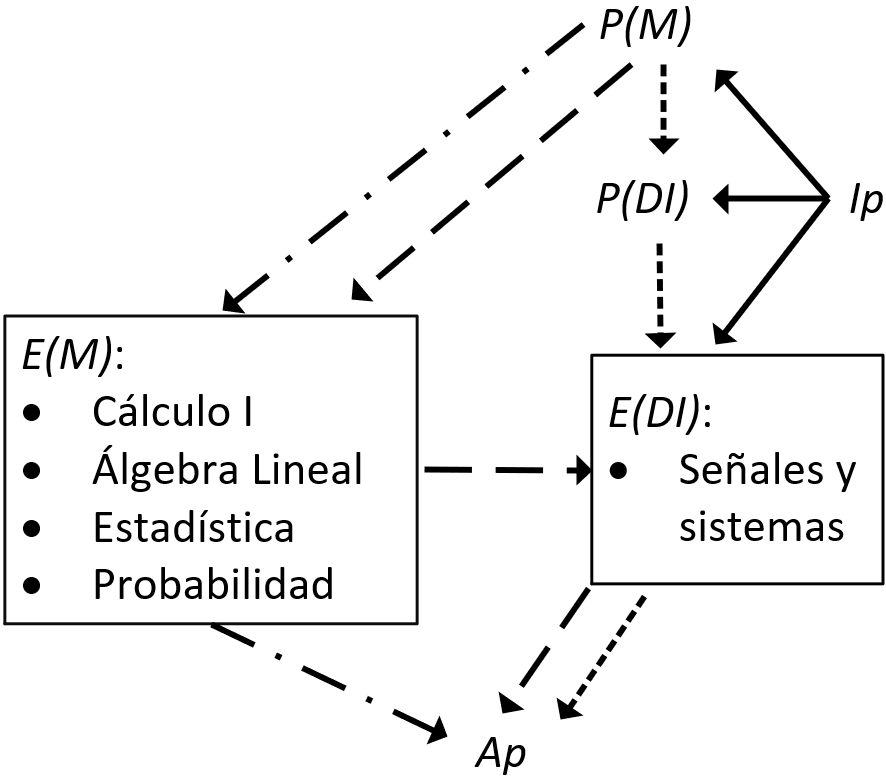 P(M)
P(DI)
Ip
E(M):
• Cálculo I
• Álgebra Lineal
• Estadística
• Probabilidad
E(DI):
• Señales y
sistemas
Ap